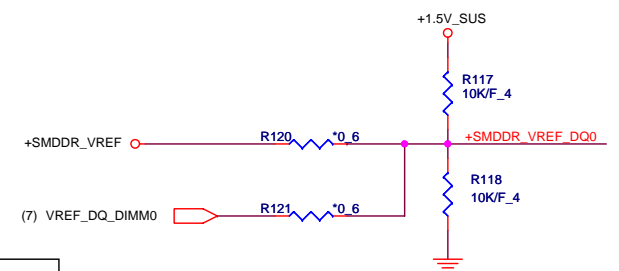 +1.5V_SUS
R117
10K/F_4
+SMDDR_VREF
R120
*0_6
+SMDDR_VREF_DQ0
R118
10K/F_4
(7) VREF_DQ_DIMM0
R121
*0_6